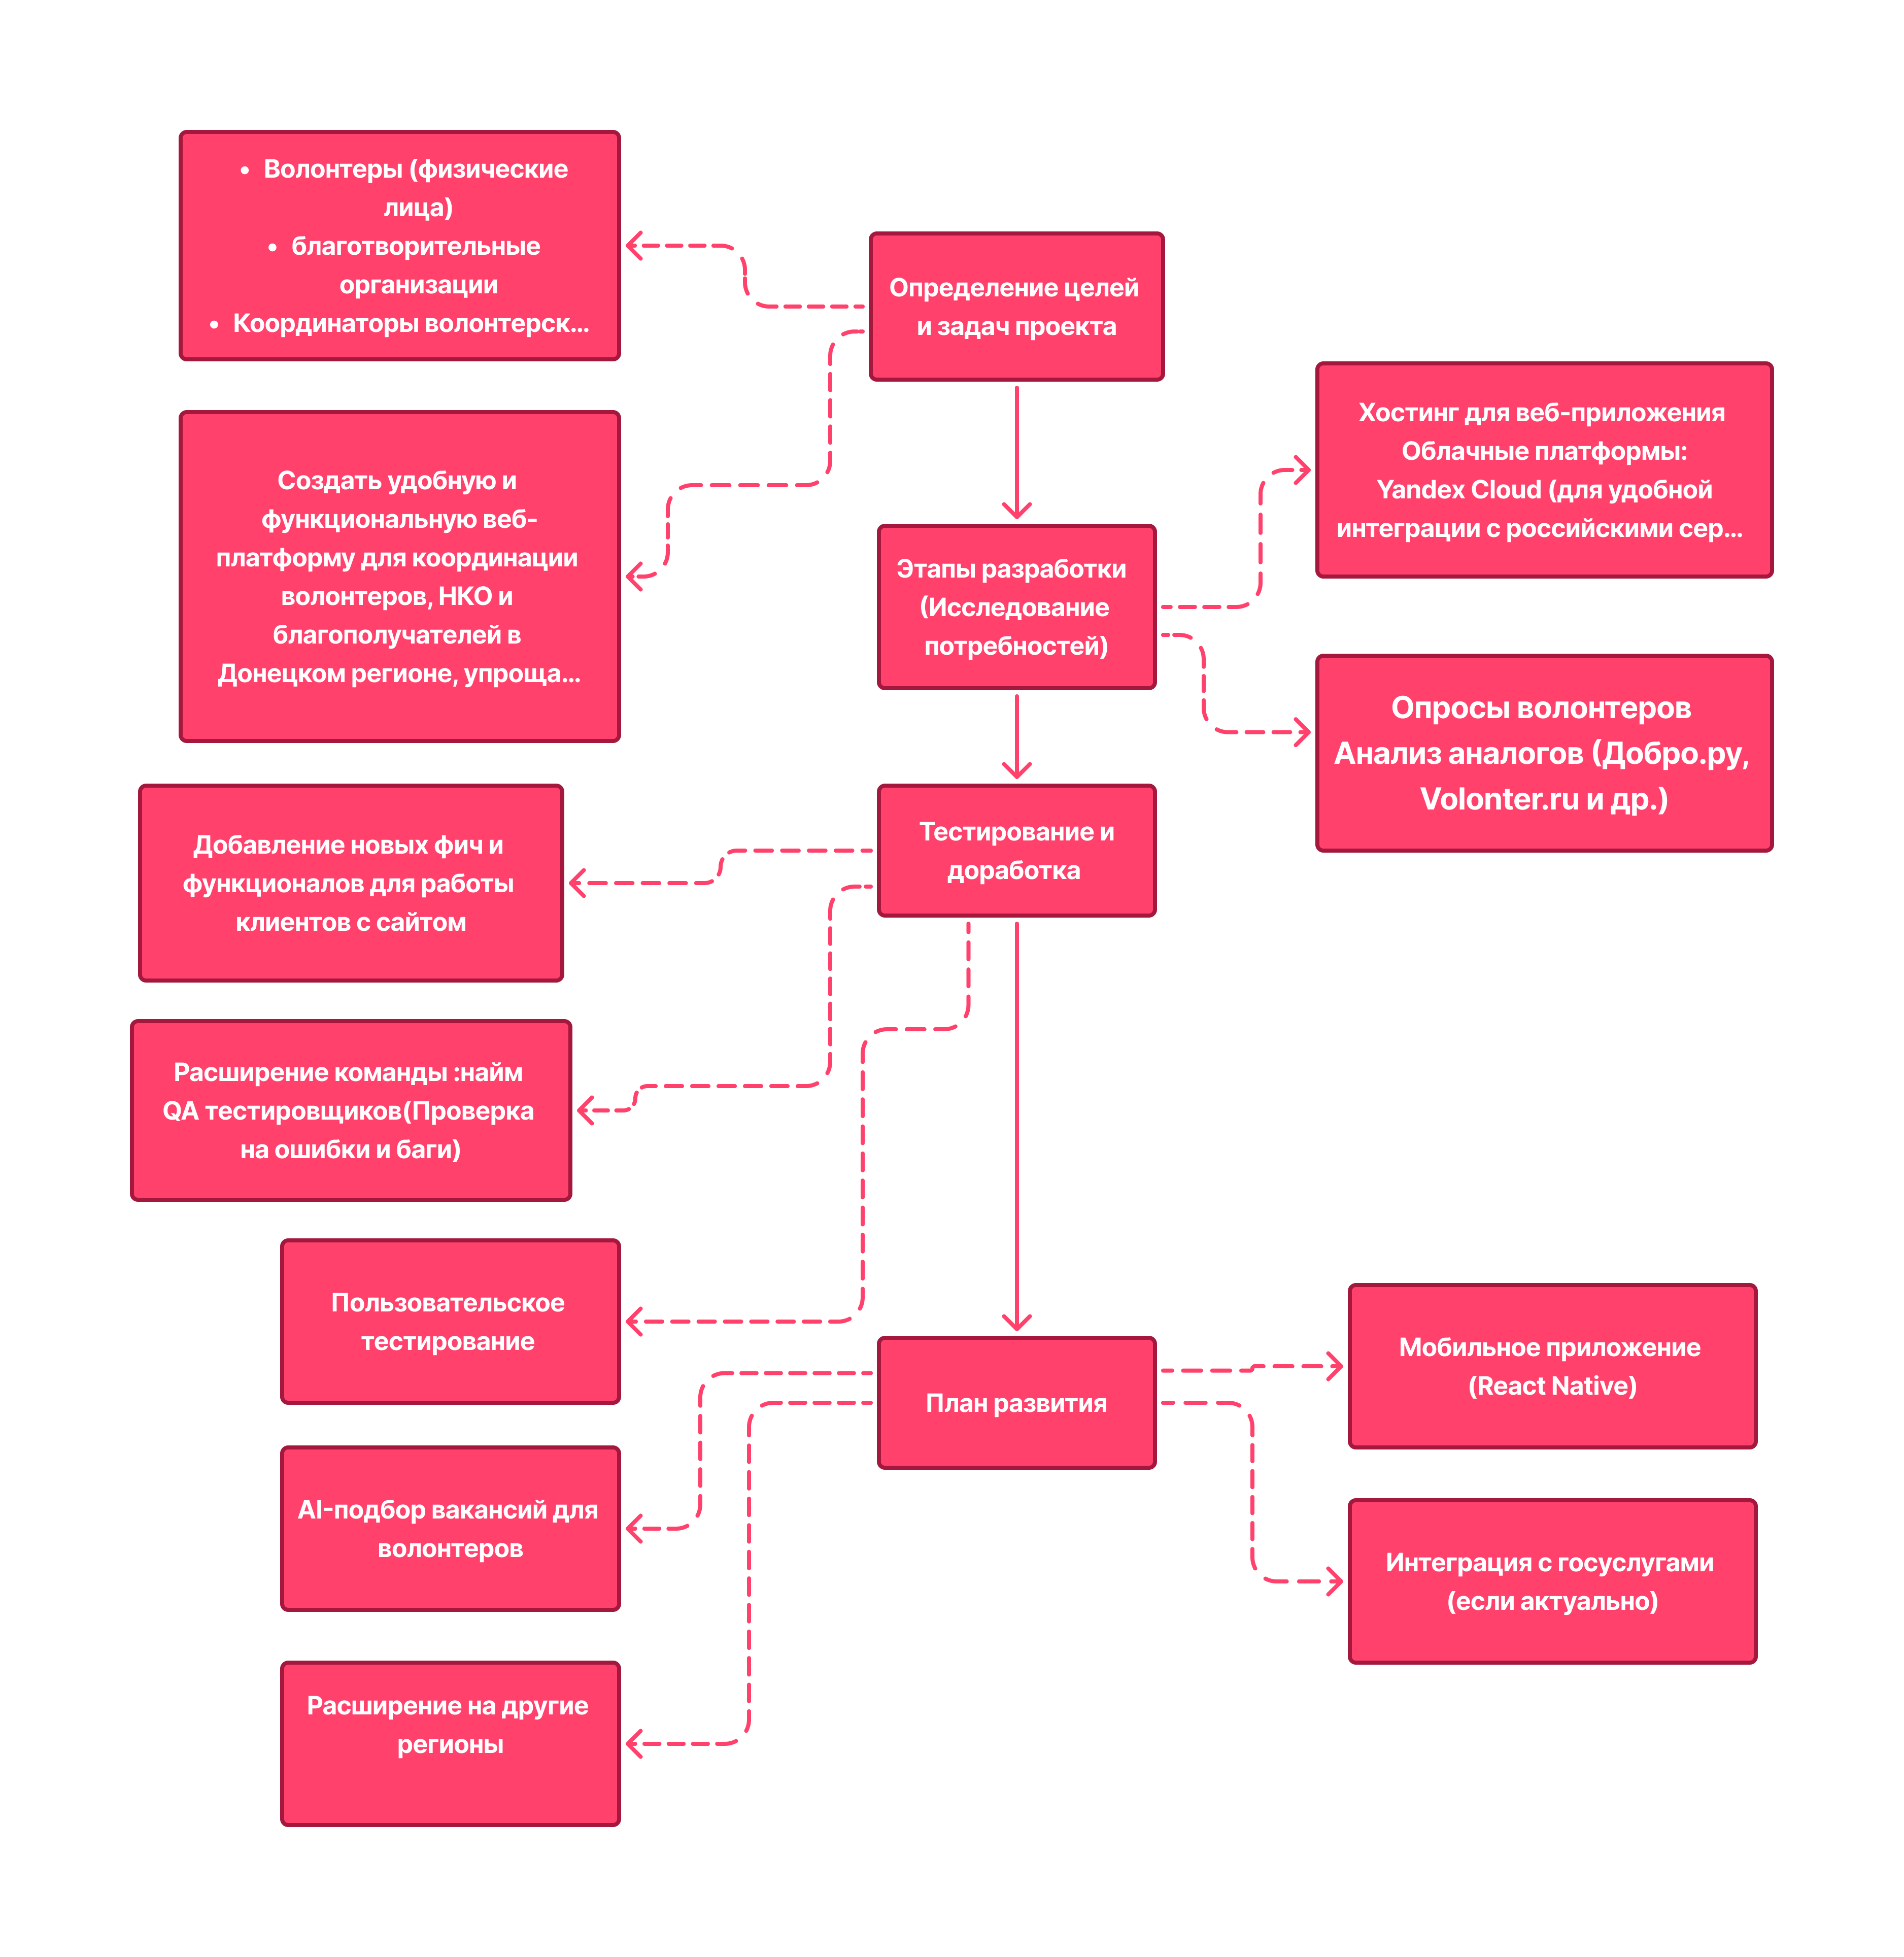 • Волонтеры (физические
лица)
• благотворительные
организации
• Координаторы волонтерск...
Определение целей
и задач проекта
Хостинг для веб-приложения
Облачные платформы:
Yandex Cloud (для удобной
интеграции с российскими сер...
Создать удобную и
функциональную веб-
платформу для координации
волонтеров, НКО и
благополучателей в
Донецком регионе, упроща...
Этапы разработки
(Исследование
потребностей)
Опросы волонтеров
Анализ аналогов (Добро.ру,
Volonter.ru и др.)
Тестирование и
доработка
Добавление новых фич и
функционалов для работы
клиентов с сайтом
Расширение команды :найм
QA тестировщиков(Проверка
на ошибки и баги)
Пользовательское
тестирование
План развития
Мобильное приложение
(React Native)
AI-подбор вакансий для
волонтеров
Интеграция с госуслугами
(если актуально)
Расширение на другие
регионы